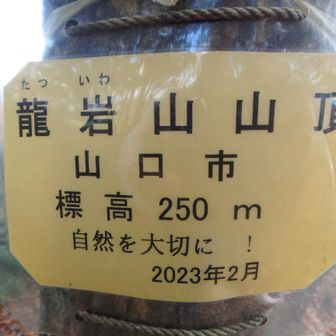 たついわ
龍岩山山頂
山口市
標高 250 m
自然を大切に !
2023年2月